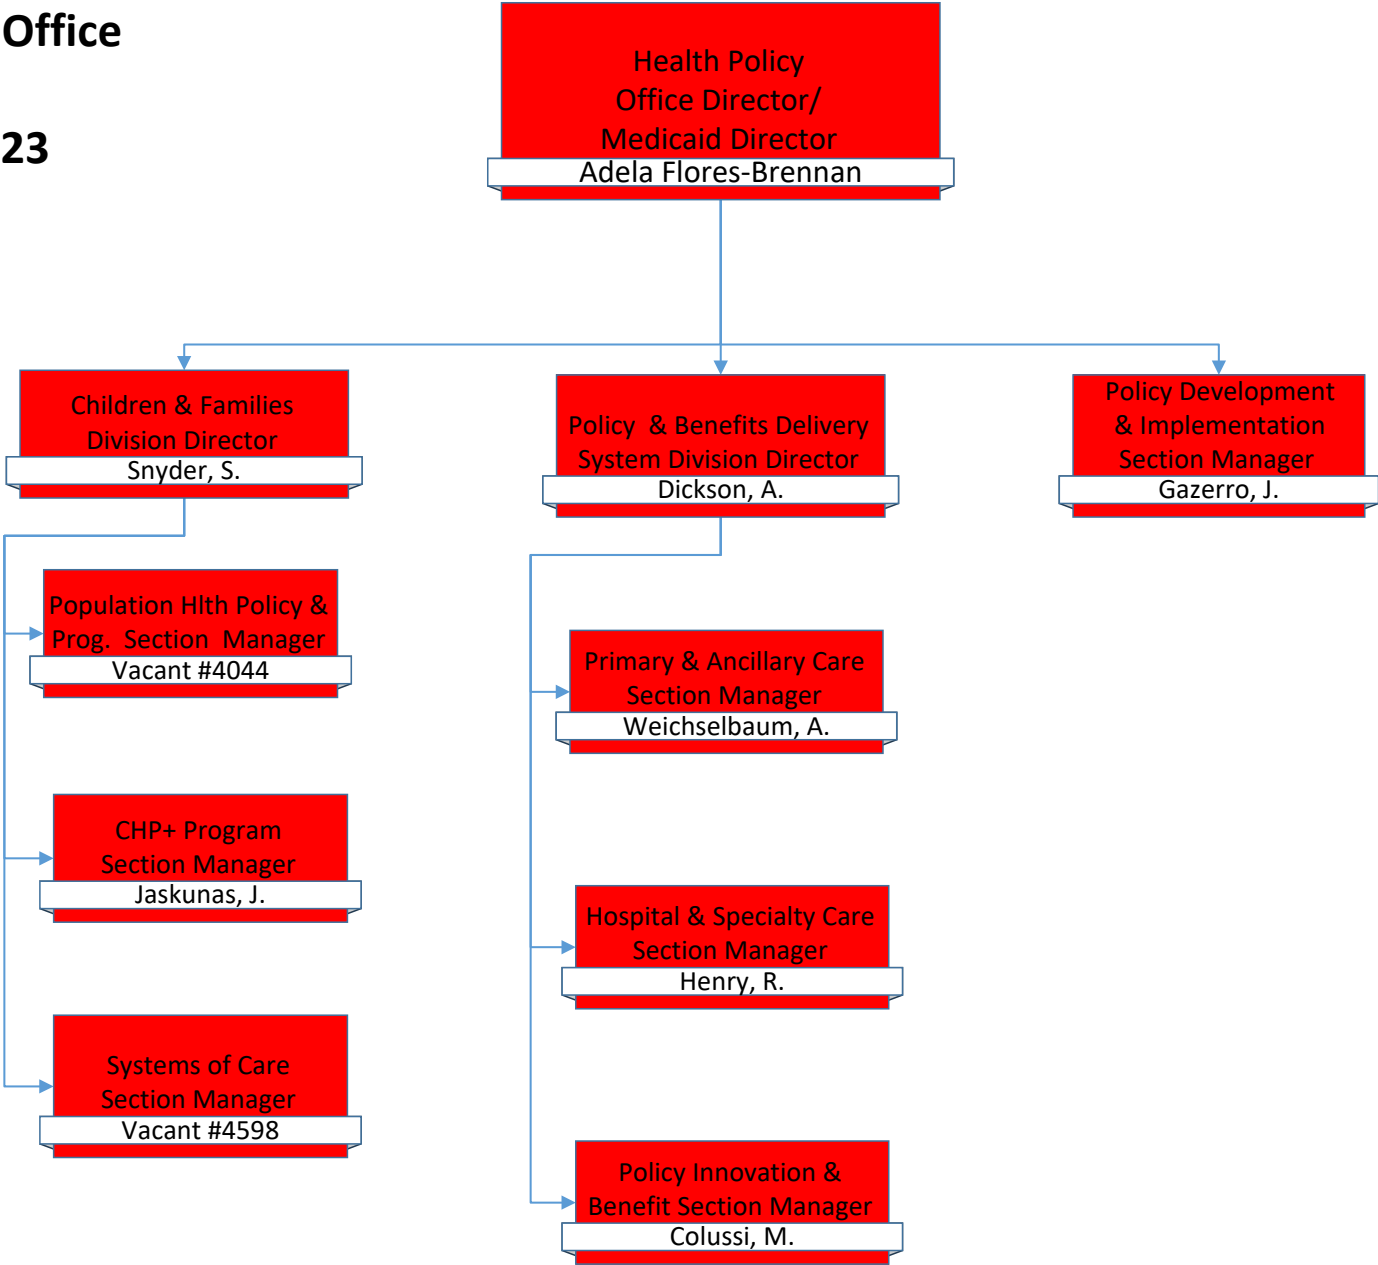 Office
23
Health Policy
Office Director/
Medicaid Director
Adela Flores-Brennan
Children & Families
Division Director
Snyder, S.
Policy & Benefits Delivery
System Division Director
Dickson, A.
Policy Development
& Implementation
Section Manager
Gazerro, J.
Population Hlth Policy &
Prog. Section Manager
Vacant #4044
CHP+ Program
Section Manager
Jaskunas, J.
Systems of Care
Section Manager
Vacant #4598
Primary & Ancillary Care
Section Manager
Weichselbaum, A.
Hospital & Specialty Care
Section Manager
Henry, R.
Policy Innovation &
Benefit Section Manager
Colussi, M.